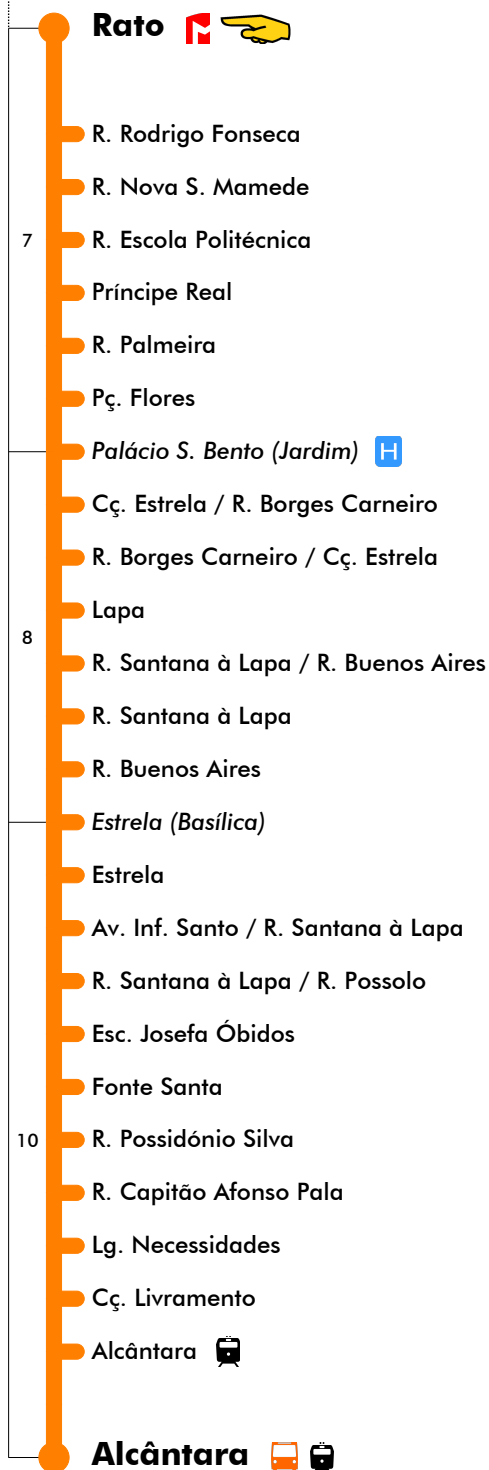 Rato
R. Rodrigo Fonseca
R. Nova S. Mamede
7
R. Escola Politécnica
Príncipe Real
R. Palmeira
Pç. Flores
Palácio S. Bento (Jardim) H
Cç. Estrela / R. Borges Carneiro
R. Borges Carneiro / Cç. Estrela
Lapa
8
R. Santana à Lapa / R. Buenos Aires
R. Santana à Lapa
R. Buenos Aires
Estrela (Basílica)
Estrela
Av. Inf. Santo / R. Santana à Lapa
R. Santana à Lapa / R. Possolo
Esc. Josefa Óbidos
Fonte Santa
10
R. Possidónio Silva
R. Capitão Afonso Pala
Lg. Necessidades
Cç. Livramento
Alcântara
Alcântara